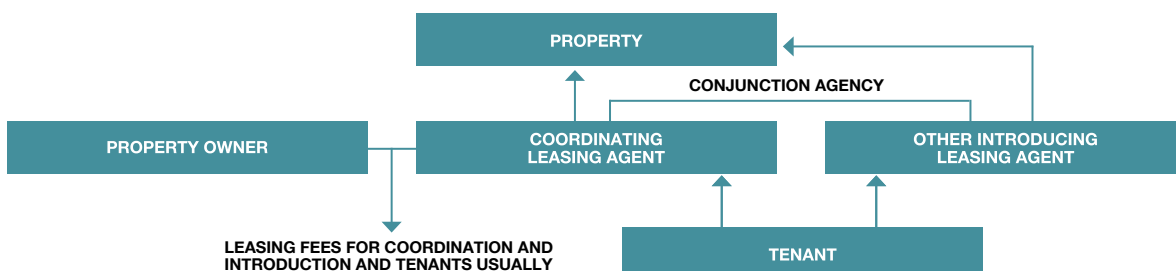 PROPERTY
CONJUNCTION AGENCY
PROPERTY OWNER
COORDINATING
LEASING AGENT
OTHER INTRODUCING
LEASING AGENT
LEASING FEES FOR COORDINATION AND
INTRODUCTION AND TENANTS USUALLY
TENANT